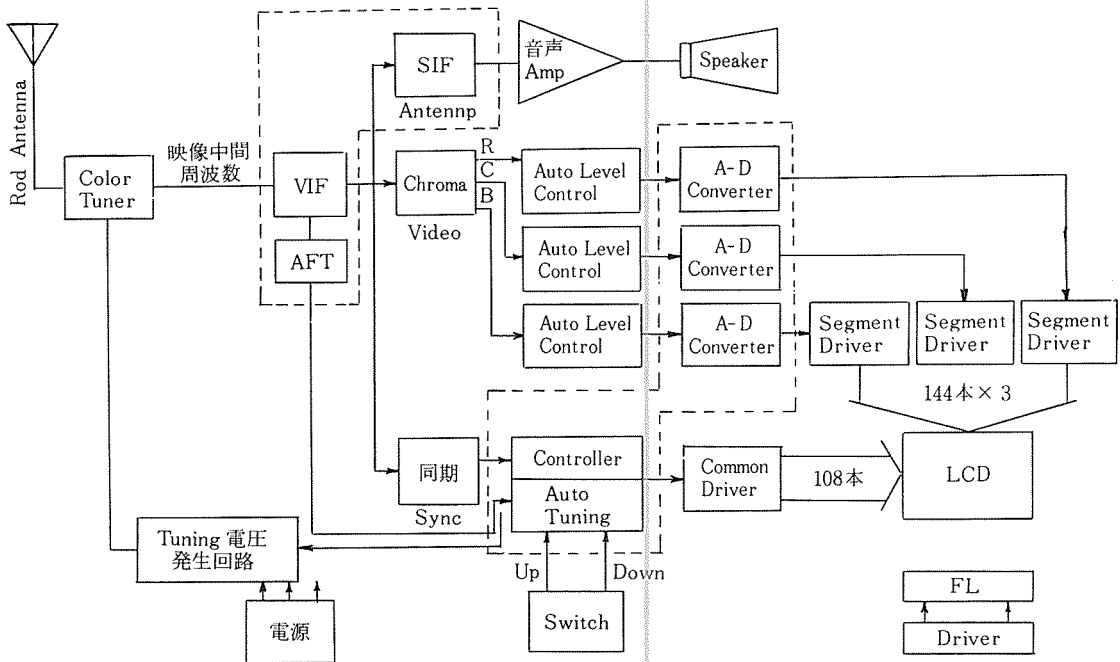 Rod Antenna
Color
Tuner
映像中間
周波数
VIF
AFT
SIF
Antennp
音声
Amp
Speaker
Chroma
Video
R
C
B
Auto Level
Control
A-D
Converter
Auto Level
Control
A-D
Converter
Auto Level
Control
A-D
Converter
Segment
Driver
Segment
Driver
Segment
Driver
144本×3
同期
Sync
Controller
Auto
Tuning
Common
Driver
108本
LCD
Tuning 電圧
発生回路
電源
Up
Down
Switch
FL
Driver